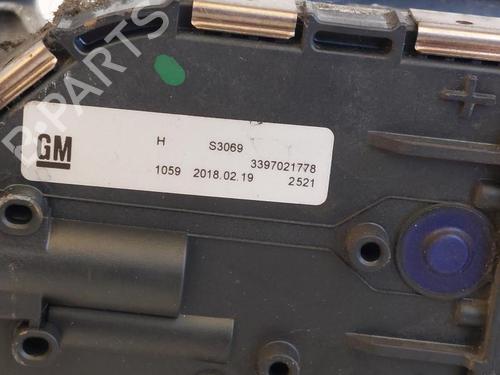 B-PARTS
GM
H S3069
3397021778
1059 2018.02.19 2521
+